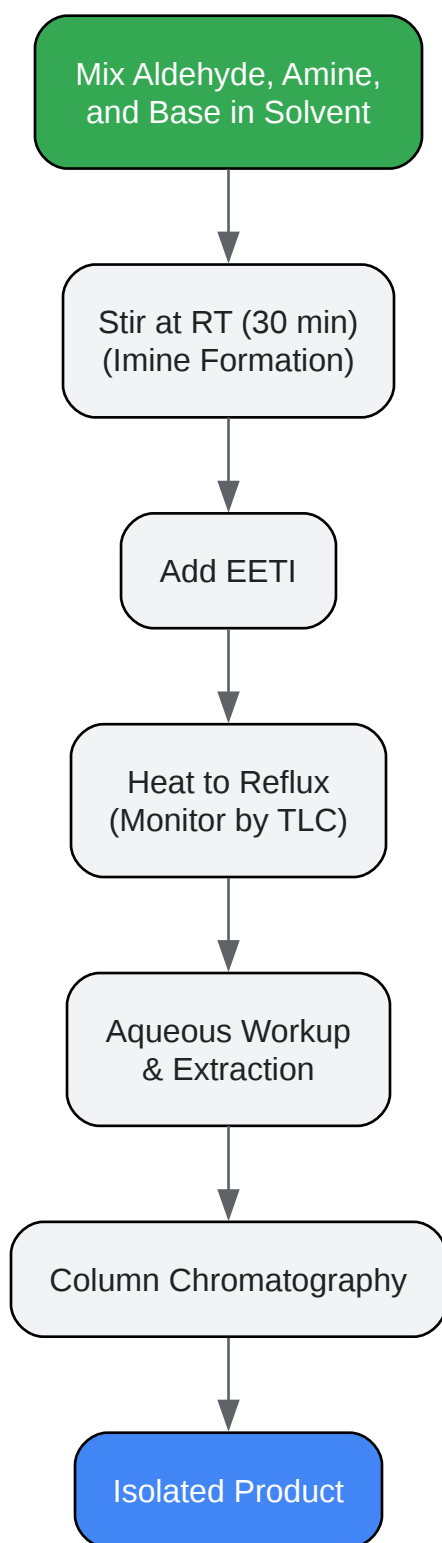 Mix Aldehyde, Amine,
and Base in Solvent
Stir at RT (30 min)
(Imine Formation)
Add EETI
Heat to Reflux
(Monitor by TLC)
Aqueous Workup
& Extraction
Column Chromatography
Isolated Product